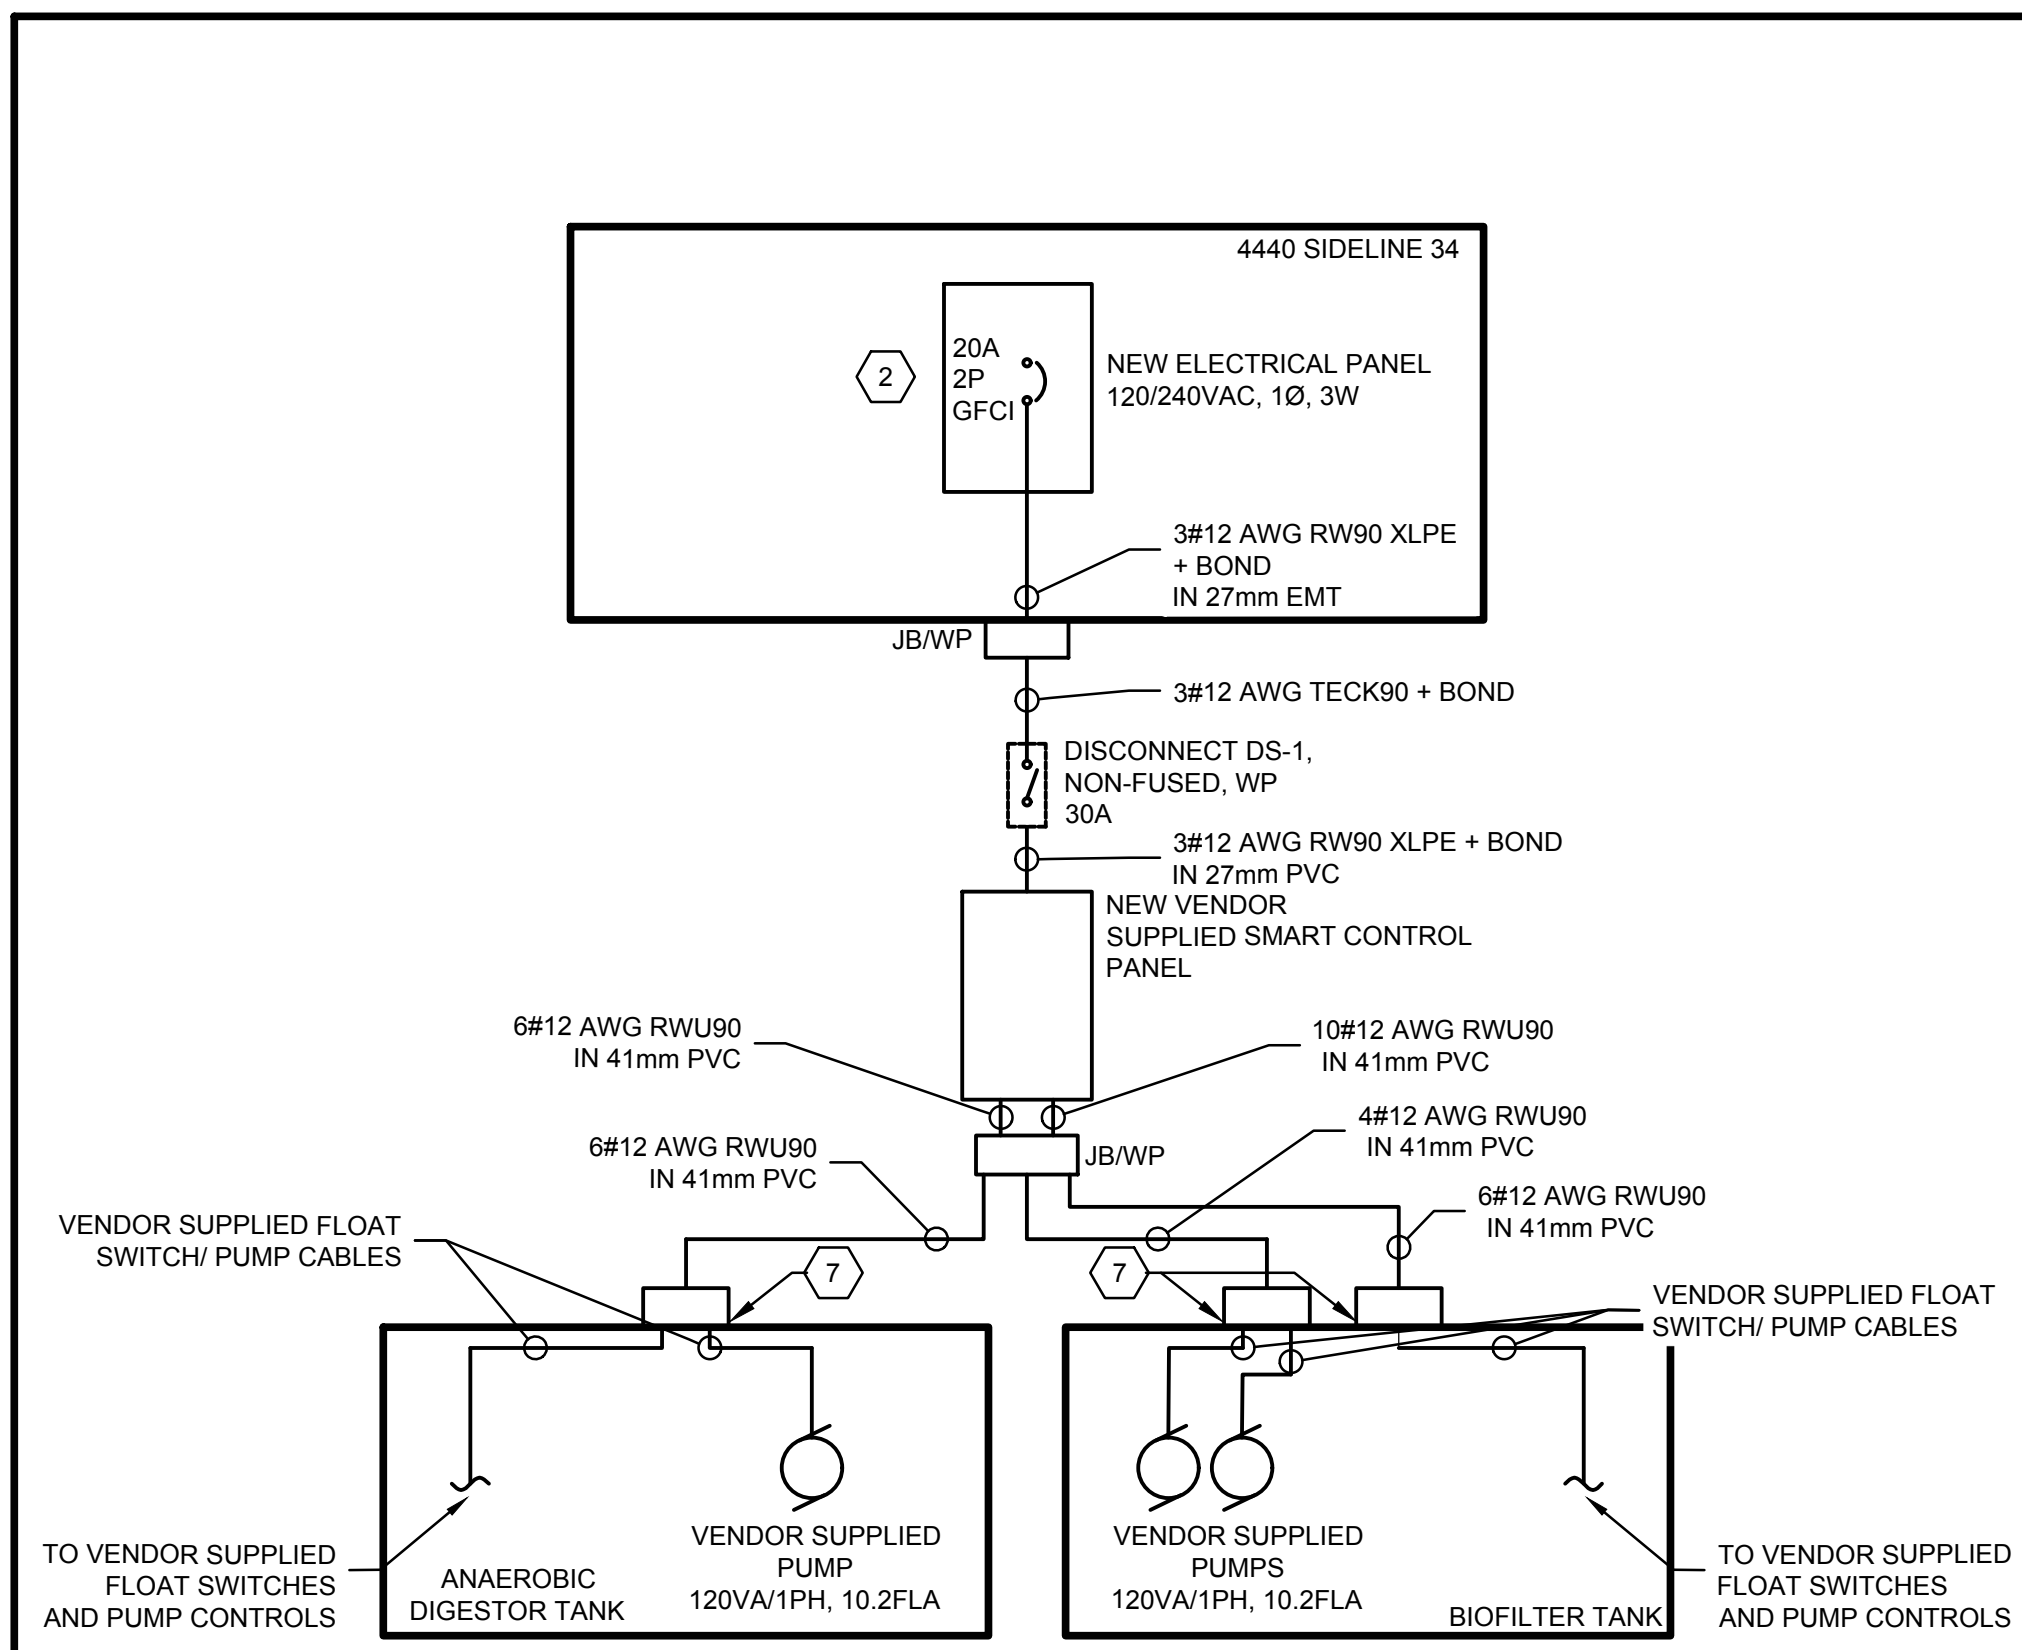 4440 SIDELINE 34
20A
2P
GFCI
2
NEW ELECTRICAL PANEL
120/240VAC, 1Ø, 3W
3#12 AWG RW90 XLPE
+ BOND
IN 27mm EMT
JB/WP
3#12 AWG TECK90 + BOND
DISCONNECT DS-1,
NON-FUSED, WP
30A
3#12 AWG RW90 XLPE + BOND
IN 27mm PVC
NEW VENDOR
SUPPLIED SMART CONTROL
PANEL
6#12 AWG RWU90
IN 41mm PVC
10#12 AWG RWU90
IN 41mm PVC
6#12 AWG RWU90
IN 41mm PVC
JB/WP
4#12 AWG RWU90
IN 41mm PVC
6#12 AWG RWU90
IN 41mm PVC
VENDOR SUPPLIED FLOAT
SWITCH/ PUMP CABLES
7
7
VENDOR SUPPLIED FLOAT
SWITCH/ PUMP CABLES
TO VENDOR SUPPLIED
FLOAT SWITCHES
AND PUMP CONTROLS
ANAEROBIC
DIGESTOR TANK
VENDOR SUPPLIED
PUMP
120VA/1PH, 10.2FLA
VENDOR SUPPLIED
PUMPS
120VA/1PH, 10.2FLA
BIOFILTER TANK
TO VENDOR SUPPLIED
FLOAT SWITCHES
AND PUMP CONTROLS